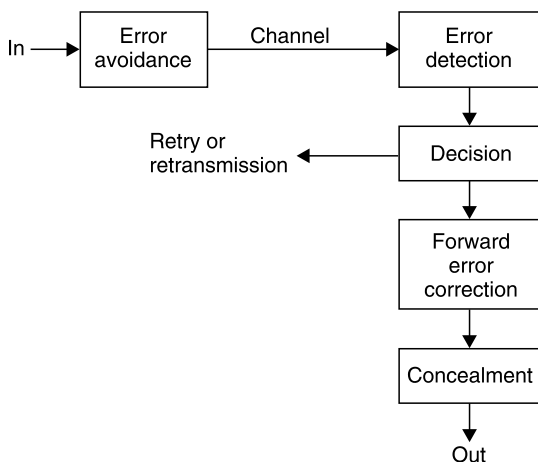 In
Error
avoidance
Channel
Error
detection
Retry or
retransmission
Decision
Forward
error
correction
Concealment
Out